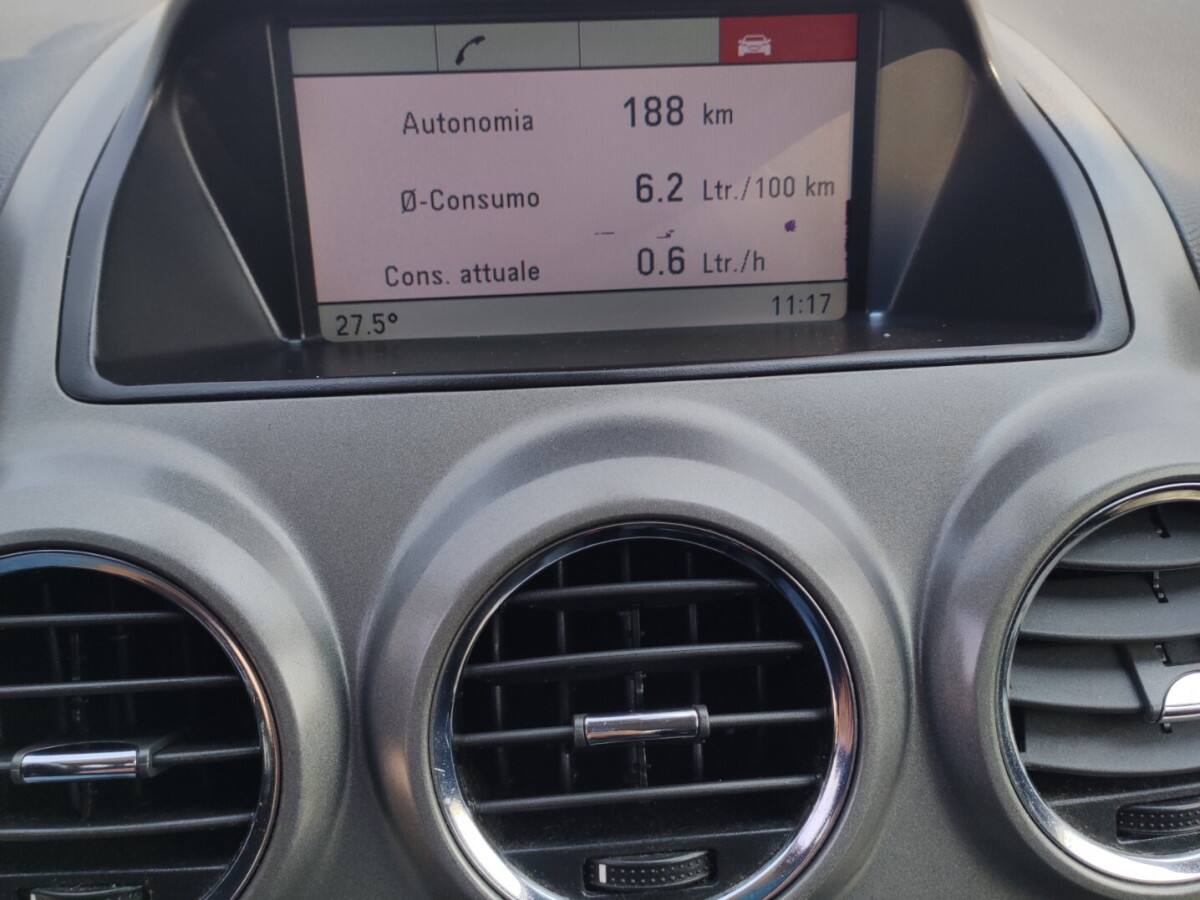 Autonomia 188 km
Ø-Consumo 6.2 Ltr./100 km
Cons. attuale 0.6 Ltr./h
27.5° 11:17